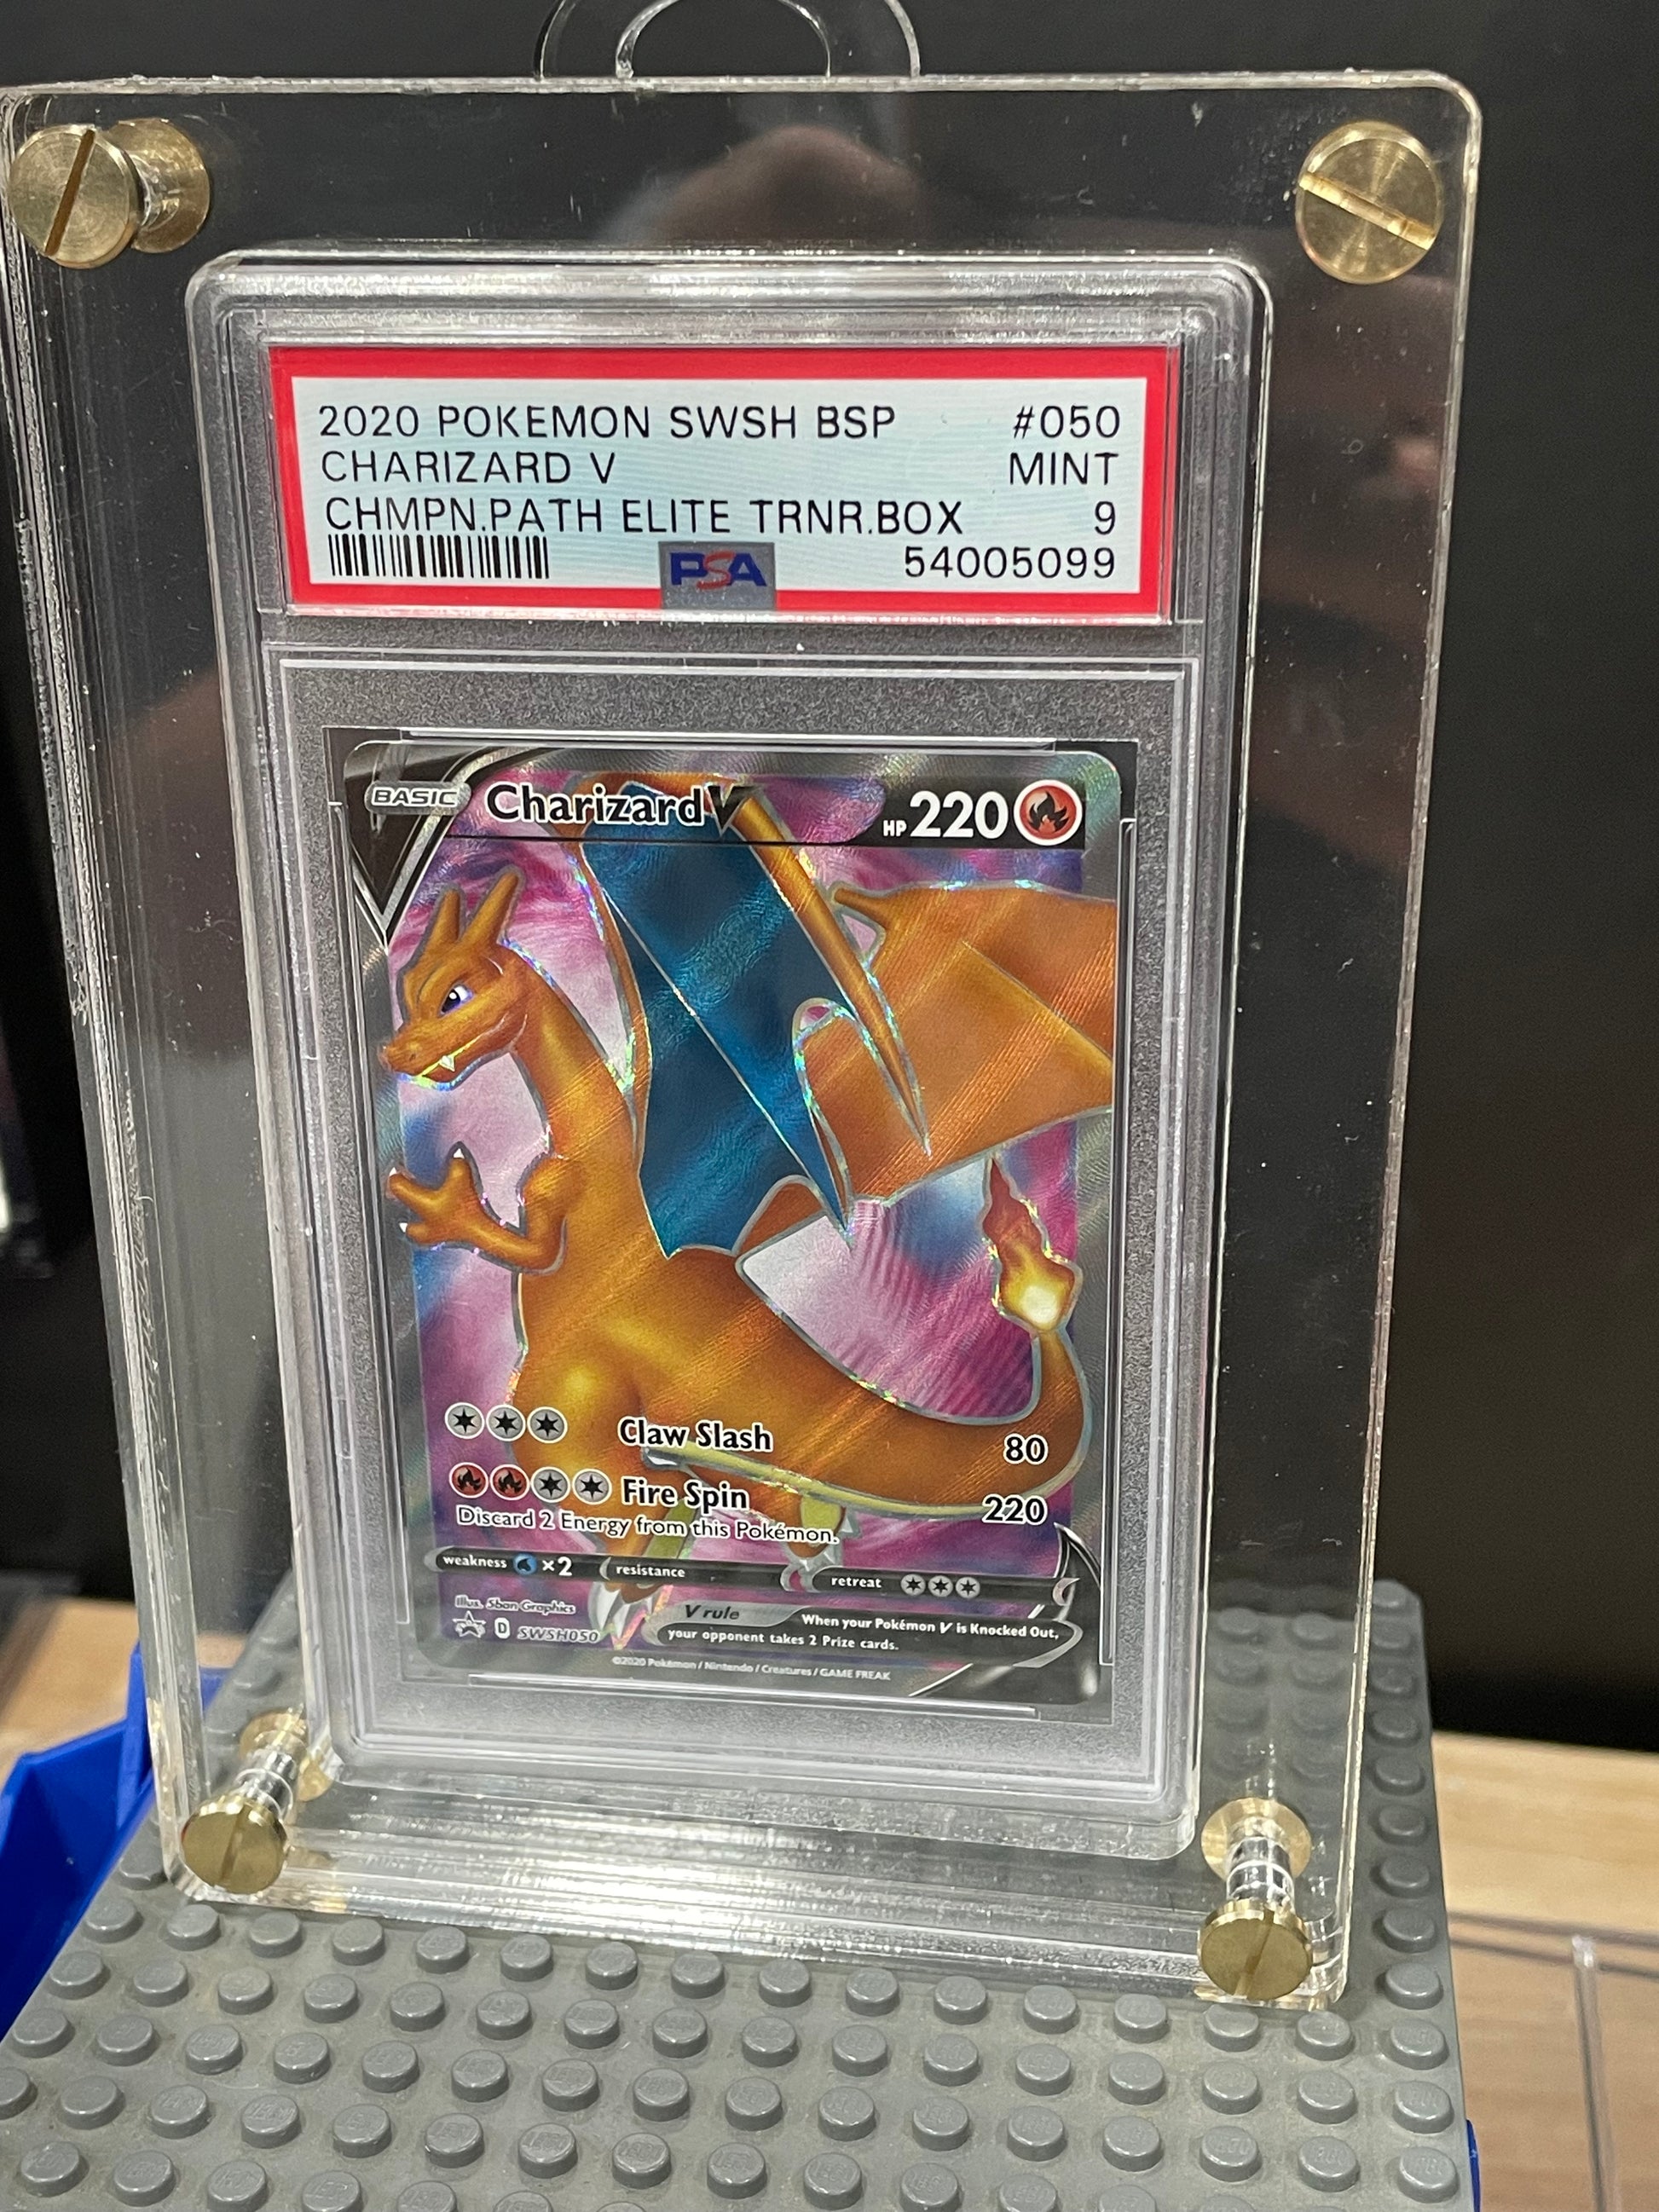 2020 POKEMON SWSH BSP #050
CHARIZARD V MINT
CHMPN.PATH ELITE TRNR.BOX 9
PSA 54005099
BASIC Charizard V HP 220
Claw Slash 80
Fire Spin 220
Discard 2 Energy from this Pokémon.
weakness ×2 resistance retreat
Illus. 5ban Graphics
V rule When your Pokémon V is Knocked Out,
your opponent takes 2 Prize cards.
D SWSH050
©2020 Pokémon / Nintendo / Creatures / GAME FREAK